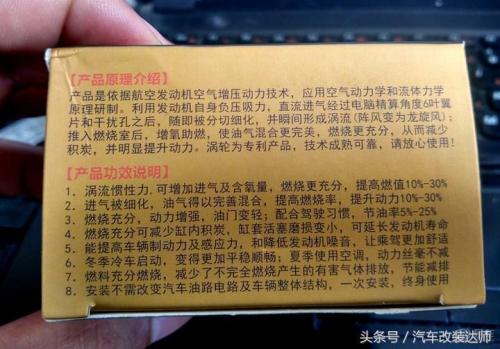 【产品原理介绍】
产品是依据航空发动机空气增压动力技术，应用空气动力学和流体力学
原理研制。利用发动机自身负压吸力，直流进气经过电脑精算角度6叶翼
片和干扰孔之后，随即被分切细化，并瞬间形成涡流（阵风变为龙旋风）；
推入燃烧室后，增氧助燃，使油气混合更完美，燃烧更充分，从而减少
积炭，并明显提升动力。涡轮为专利产品，技术成熟可靠，请放心使用！
【产品功效说明】
1．涡流惯性力，可增加进气及含氧量，燃烧更充分，提高燃值10%-30%
2．进气被细化，油气得以完善混合，提高燃烧率，提升动力10%-30%
3．燃烧充分，动力增强，油门变轻；配合驾驶习惯，节油率5%-25%
4．燃烧充分可减少缸内积炭，缸套活塞磨损变小，可延长发动机寿命
5．能提高车辆制动力及感应力，和降低发动机噪音，让乘驾更加舒适
6．冬季冷车启动，变得更加平稳顺畅；夏季使用空调，动力丝毫不减
7．燃料充分燃烧，减少了不完全燃烧产生的有害气体排放，节能减排
8．安装不需改变汽车油路电路及车辆整体结构，一次安装，终身使用
头条号／汽车改装达师